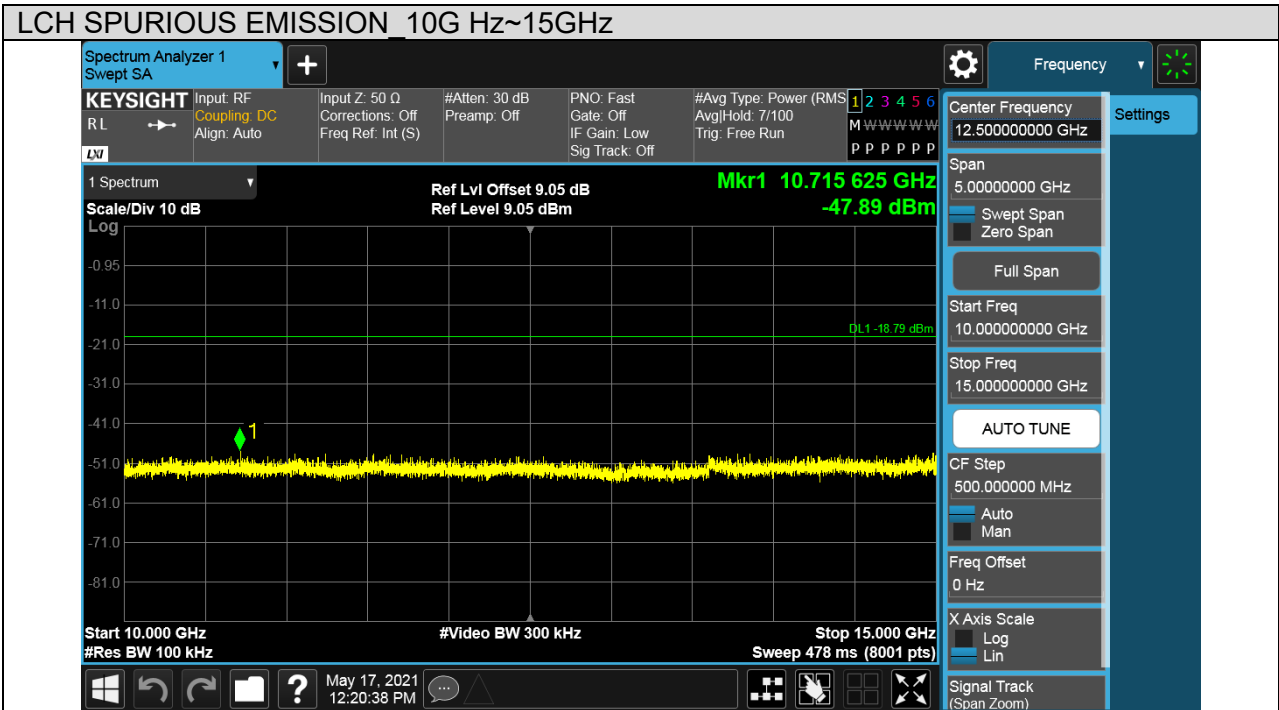 LCH SPURIOUS EMISSION_10G Hz~15GHz
Spectrum Analyzer 1
Swept SA
+
Frequency
KEYSIGHT
RL
LXI
Input: RF
Coupling: DC
Align: Auto
Input Z: 50 Ω
Corrections: Off
Freq Ref: Int (S)
#Atten: 30 dB
Preamp: Off
PNO: Fast
Gate: Off
IF Gain: Low
Sig Track: Off
#Avg Type: Power (RMS
Avg|Hold: 7/100
Trig: Free Run
1 2 3 4 5 6
M W W W W W
P P P P P P
1 Spectrum
Scale/Div 10 dB
Log
Ref Lvl Offset 9.05 dB
Ref Level 9.05 dBm
Mkr1 10.715 625 GHz
-47.89 dBm
-0.95
-11.0
DL1 -18.79 dBm
-21.0
-31.0
-41.0
1
-51.0
-61.0
-71.0
-81.0
Start 10.000 GHz
#Res BW 100 kHz
#Video BW 300 kHz
Stop 15.000 GHz
Sweep 478 ms (8001 pts)
Center Frequency
12.500000000 GHz
Settings
Span
5.00000000 GHz
Swept Span
Zero Span
Full Span
Start Freq
10.000000000 GHz
Stop Freq
15.000000000 GHz
AUTO TUNE
CF Step
500.000000 MHz
Auto
Man
Freq Offset
0 Hz
X Axis Scale
Log
Lin
Signal Track
(Span Zoom)
?
May 17, 2021
12:20:38 PM